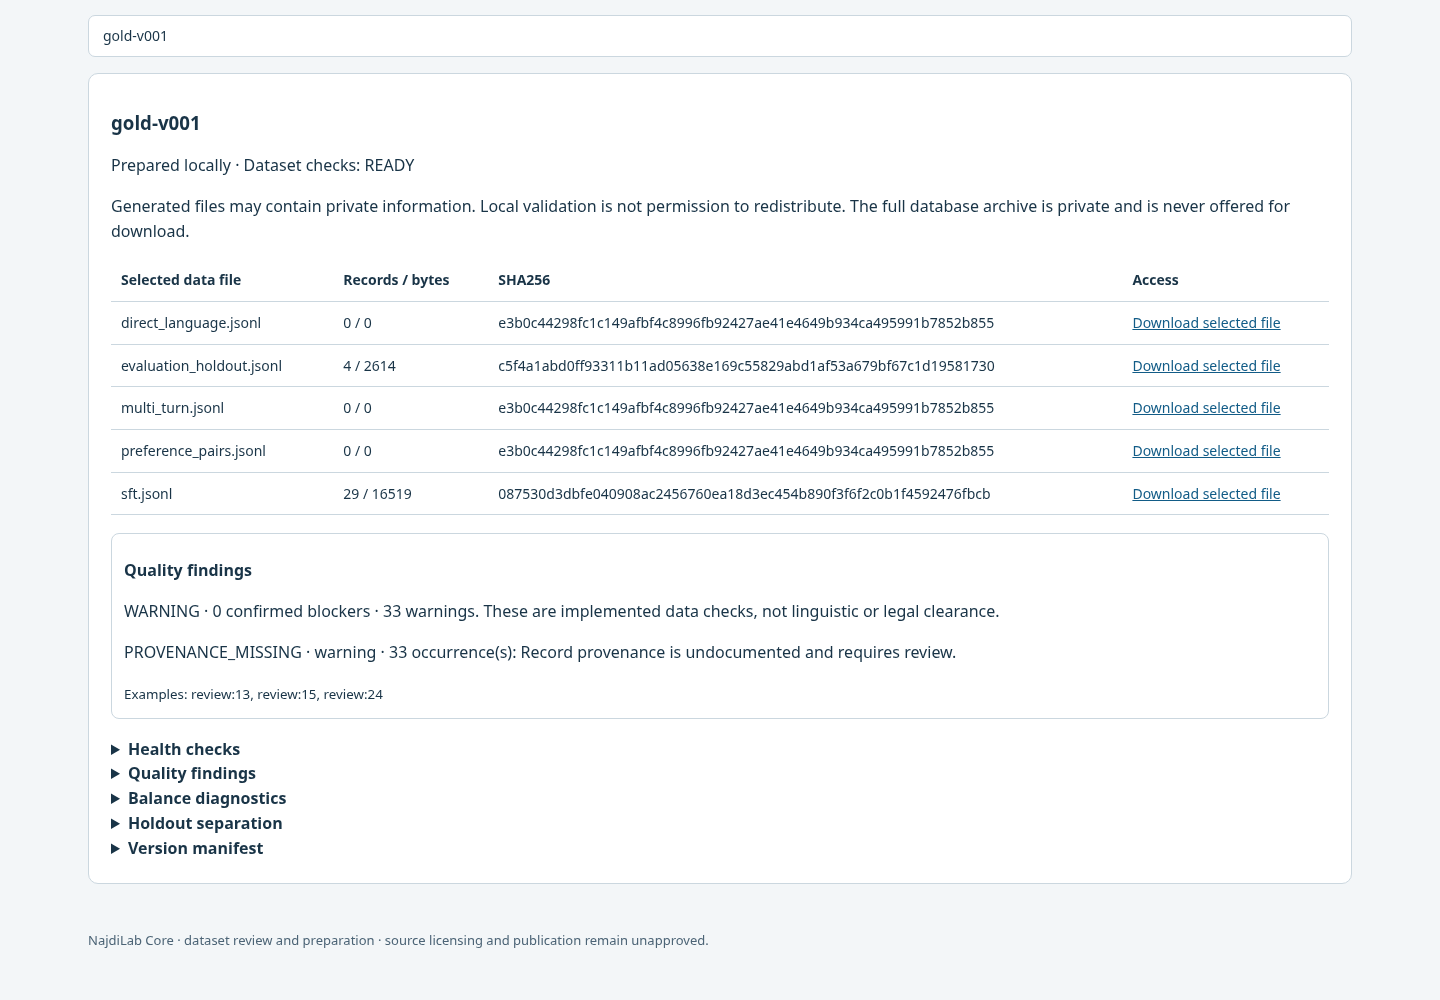 gold-v001
gold-v001
Prepared locally · Dataset checks: READY
Generated files may contain private information. Local validation is not permission to redistribute. The full database archive is private and is never offered for
download.
Selected data file Records / bytes SHA256 Access
direct_language.jsonl 0 / 0 e3b0c44298fc1c149afbf4c8996fb92427ae41e4649b934ca495991b7852b855 Download selected file
evaluation_holdout.jsonl 4 / 2614 c5f4a1abd0ff93311b11ad05638e169c55829abd1af53a679bf67c1d19581730 Download selected file
multi_turn.jsonl 0 / 0 e3b0c44298fc1c149afbf4c8996fb92427ae41e4649b934ca495991b7852b855 Download selected file
preference_pairs.jsonl 0 / 0 e3b0c44298fc1c149afbf4c8996fb92427ae41e4649b934ca495991b7852b855 Download selected file
sft.jsonl 29 / 16519 087530d3dbfe040908ac2456760ea18d3ec454b890f3f6f2c0b1f4592476fbcb Download selected file
Quality findings
WARNING · 0 confirmed blockers · 33 warnings. These are implemented data checks, not linguistic or legal clearance.
PROVENANCE_MISSING · warning · 33 occurrence(s): Record provenance is undocumented and requires review.
Examples: review:13, review:15, review:24
Health checks
Quality findings
Balance diagnostics
Holdout separation
Version manifest
NajdiLab Core · dataset review and preparation · source licensing and publication remain unapproved.